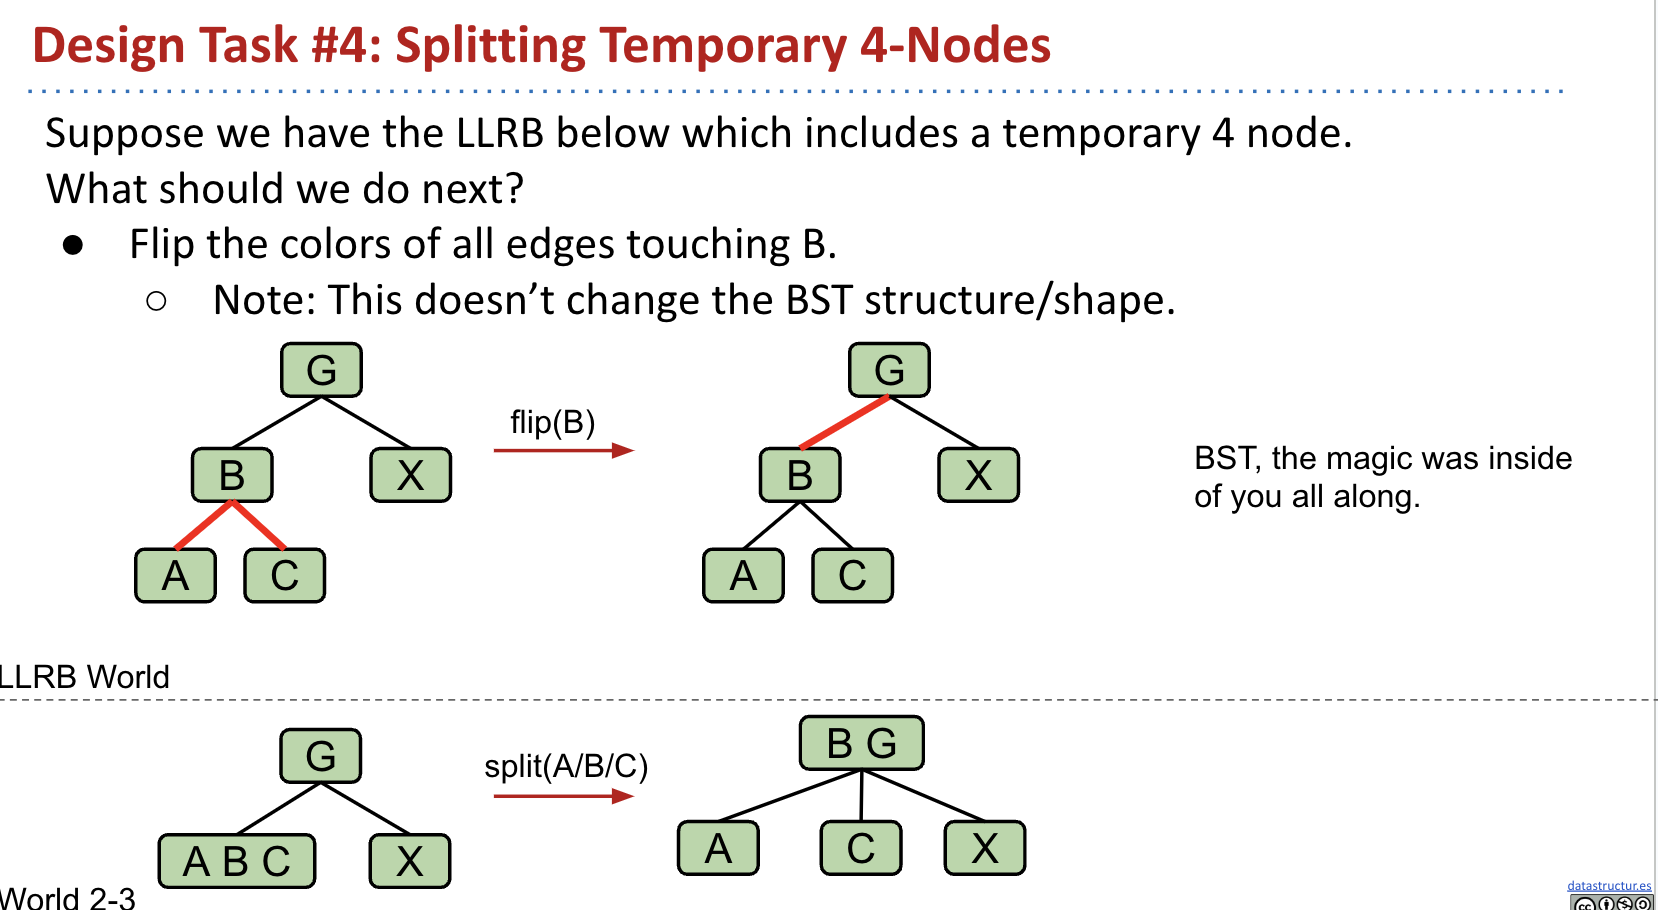 Design Task #4: Splitting Temporary 4-Nodes
Suppose we have the LLRB below which includes a temporary 4 node.
What should we do next?
● Flip the colors of all edges touching B.
○ Note: This doesn’t change the BST structure/shape.
G
B
X
A
C
flip(B)
G
B
X
A
C
BST, the magic was inside
of you all along.
LLRB World
G
A B C
X
split(A/B/C)
B G
A
C
X
World 2-3
datastructur.es
cc